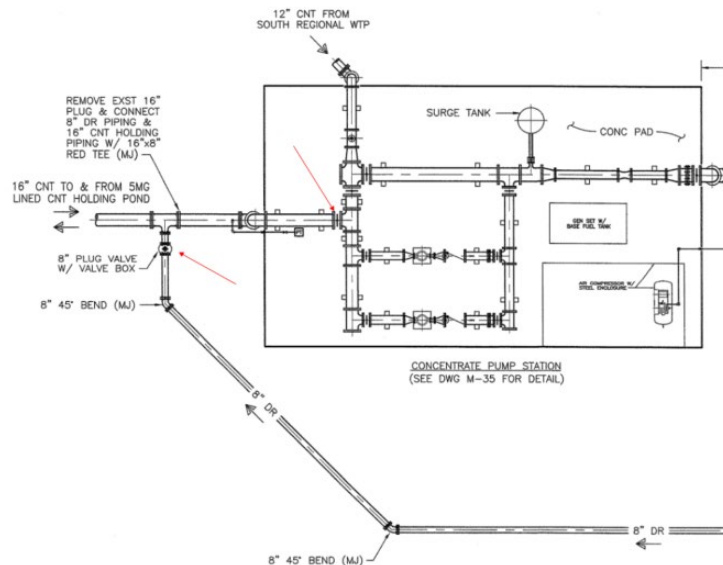 12" CNT FROM
SOUTH REGIONAL WTP
REMOVE EXST 16"
PLUG & CONNECT
8" DR PIPING &
16" CNT HOLDING
PIPING W/ 16"x8"
RED TEE (MJ)
SURGE TANK
CONC PAD
16" CNT TO & FROM 5MG
LINED CNT HOLDING POND
GEN SET W/
BASE FUEL TANK
8" PLUG VALVE
W/ VALVE BOX
AIR COMPRESSOR W/
STEEL ENCLOSURE
8" 45° BEND (MJ)
CONCENTRATE PUMP STATION
(SEE DWG M-35 FOR DETAIL)
8" DR
8" DR
8" 45° BEND (MJ)